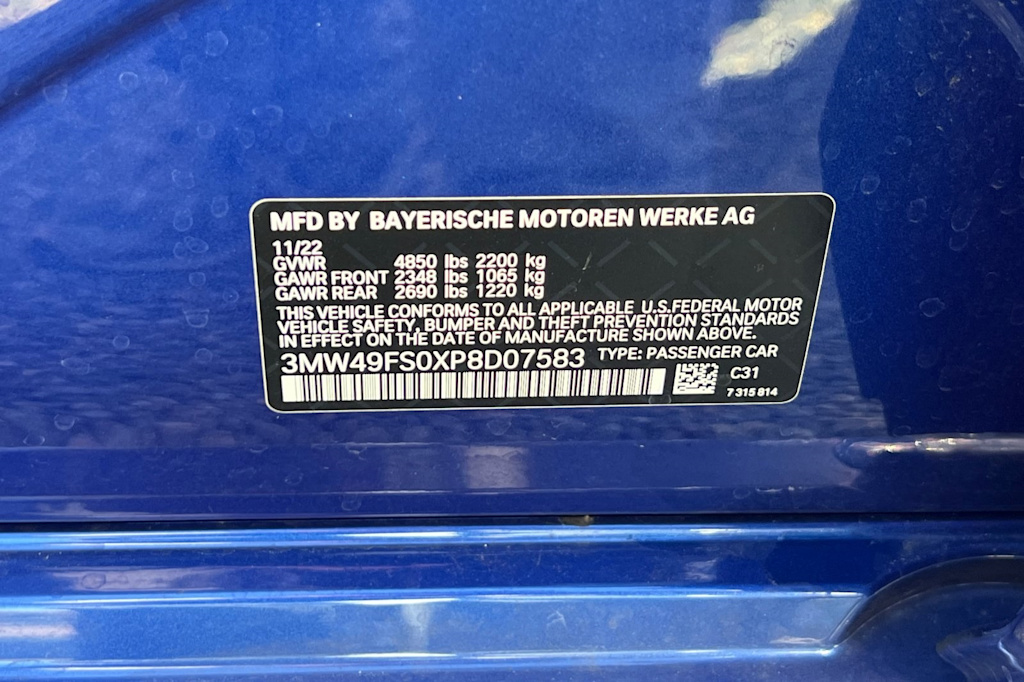 MFD BY BAYERISCHE MOTOREN WERKE AG
11/22
GVWR 4850 lbs 2200 kg
GAWR FRONT 2348 lbs 1065 kg
GAWR REAR 2690 lbs 1220 kg
THIS VEHICLE CONFORMS TO ALL APPLICABLE U.S.FEDERAL MOTOR
VEHICLE SAFETY, BUMPER AND THEFT PREVENTION STANDARDS
IN EFFECT ON THE DATE OF MANUFACTURE SHOWN ABOVE.
3MW49FS0XP8D07583 TYPE: PASSENGER CAR
C31
7 315 814